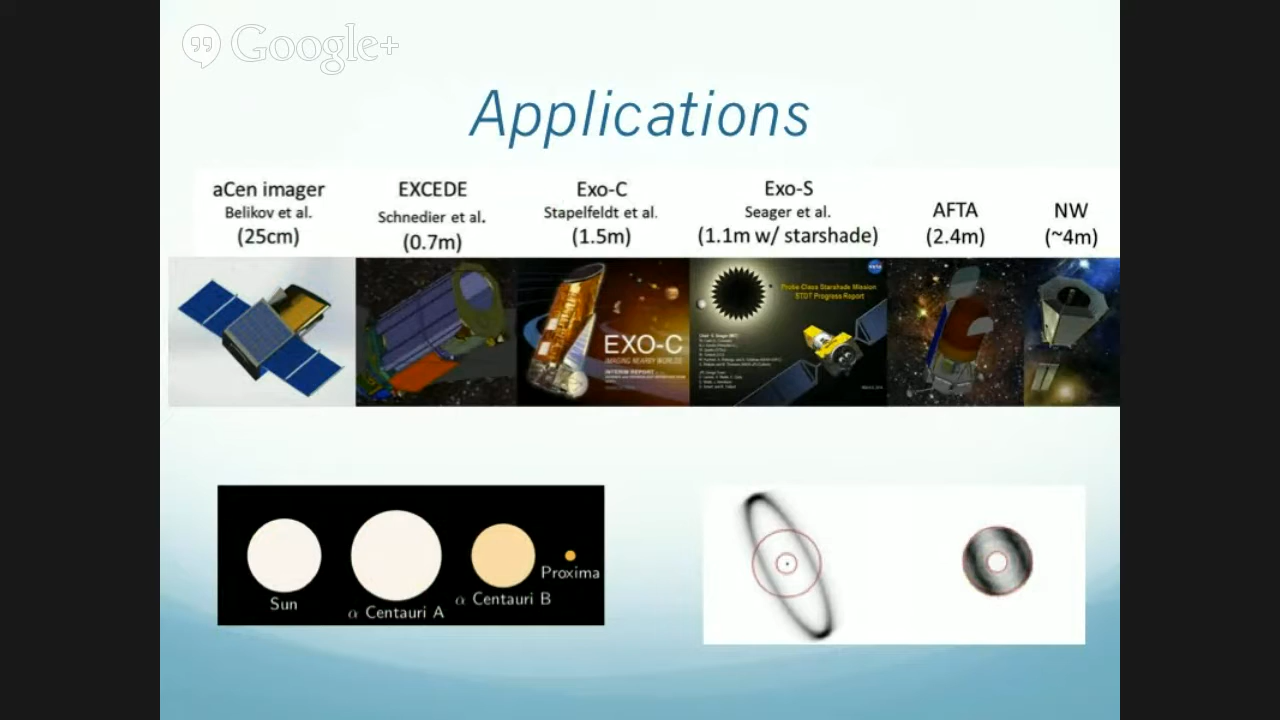 Google+
Applications
aCen imager
Belikov et al.
(25cm)
EXCEDE
Schnedier et al.
(0.7m)
Exo-C
Stapelfeldt et al.
(1.5m)
Exo-S
Seager et al.
(1.1m w/ starshade)
AFTA
(2.4m)
NW
(~4m)
EXO-C
IMAGING NEARBY WORLDS
INTERIM REPORT
Probe Class Starshade Mission
STDT Progress Report
Sun
α Centauri A
α Centauri B
Proxima